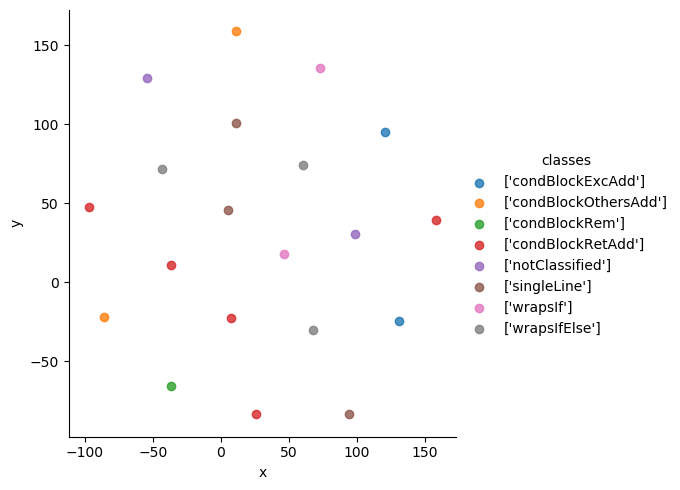 150
100
50
0
−50
y
−100
−50
0
50
100
150
x
classes
['condBlockExcAdd']
['condBlockOthersAdd']
['condBlockRem']
['condBlockRetAdd']
['notClassified']
['singleLine']
['wrapsIf']
['wrapsIfElse']